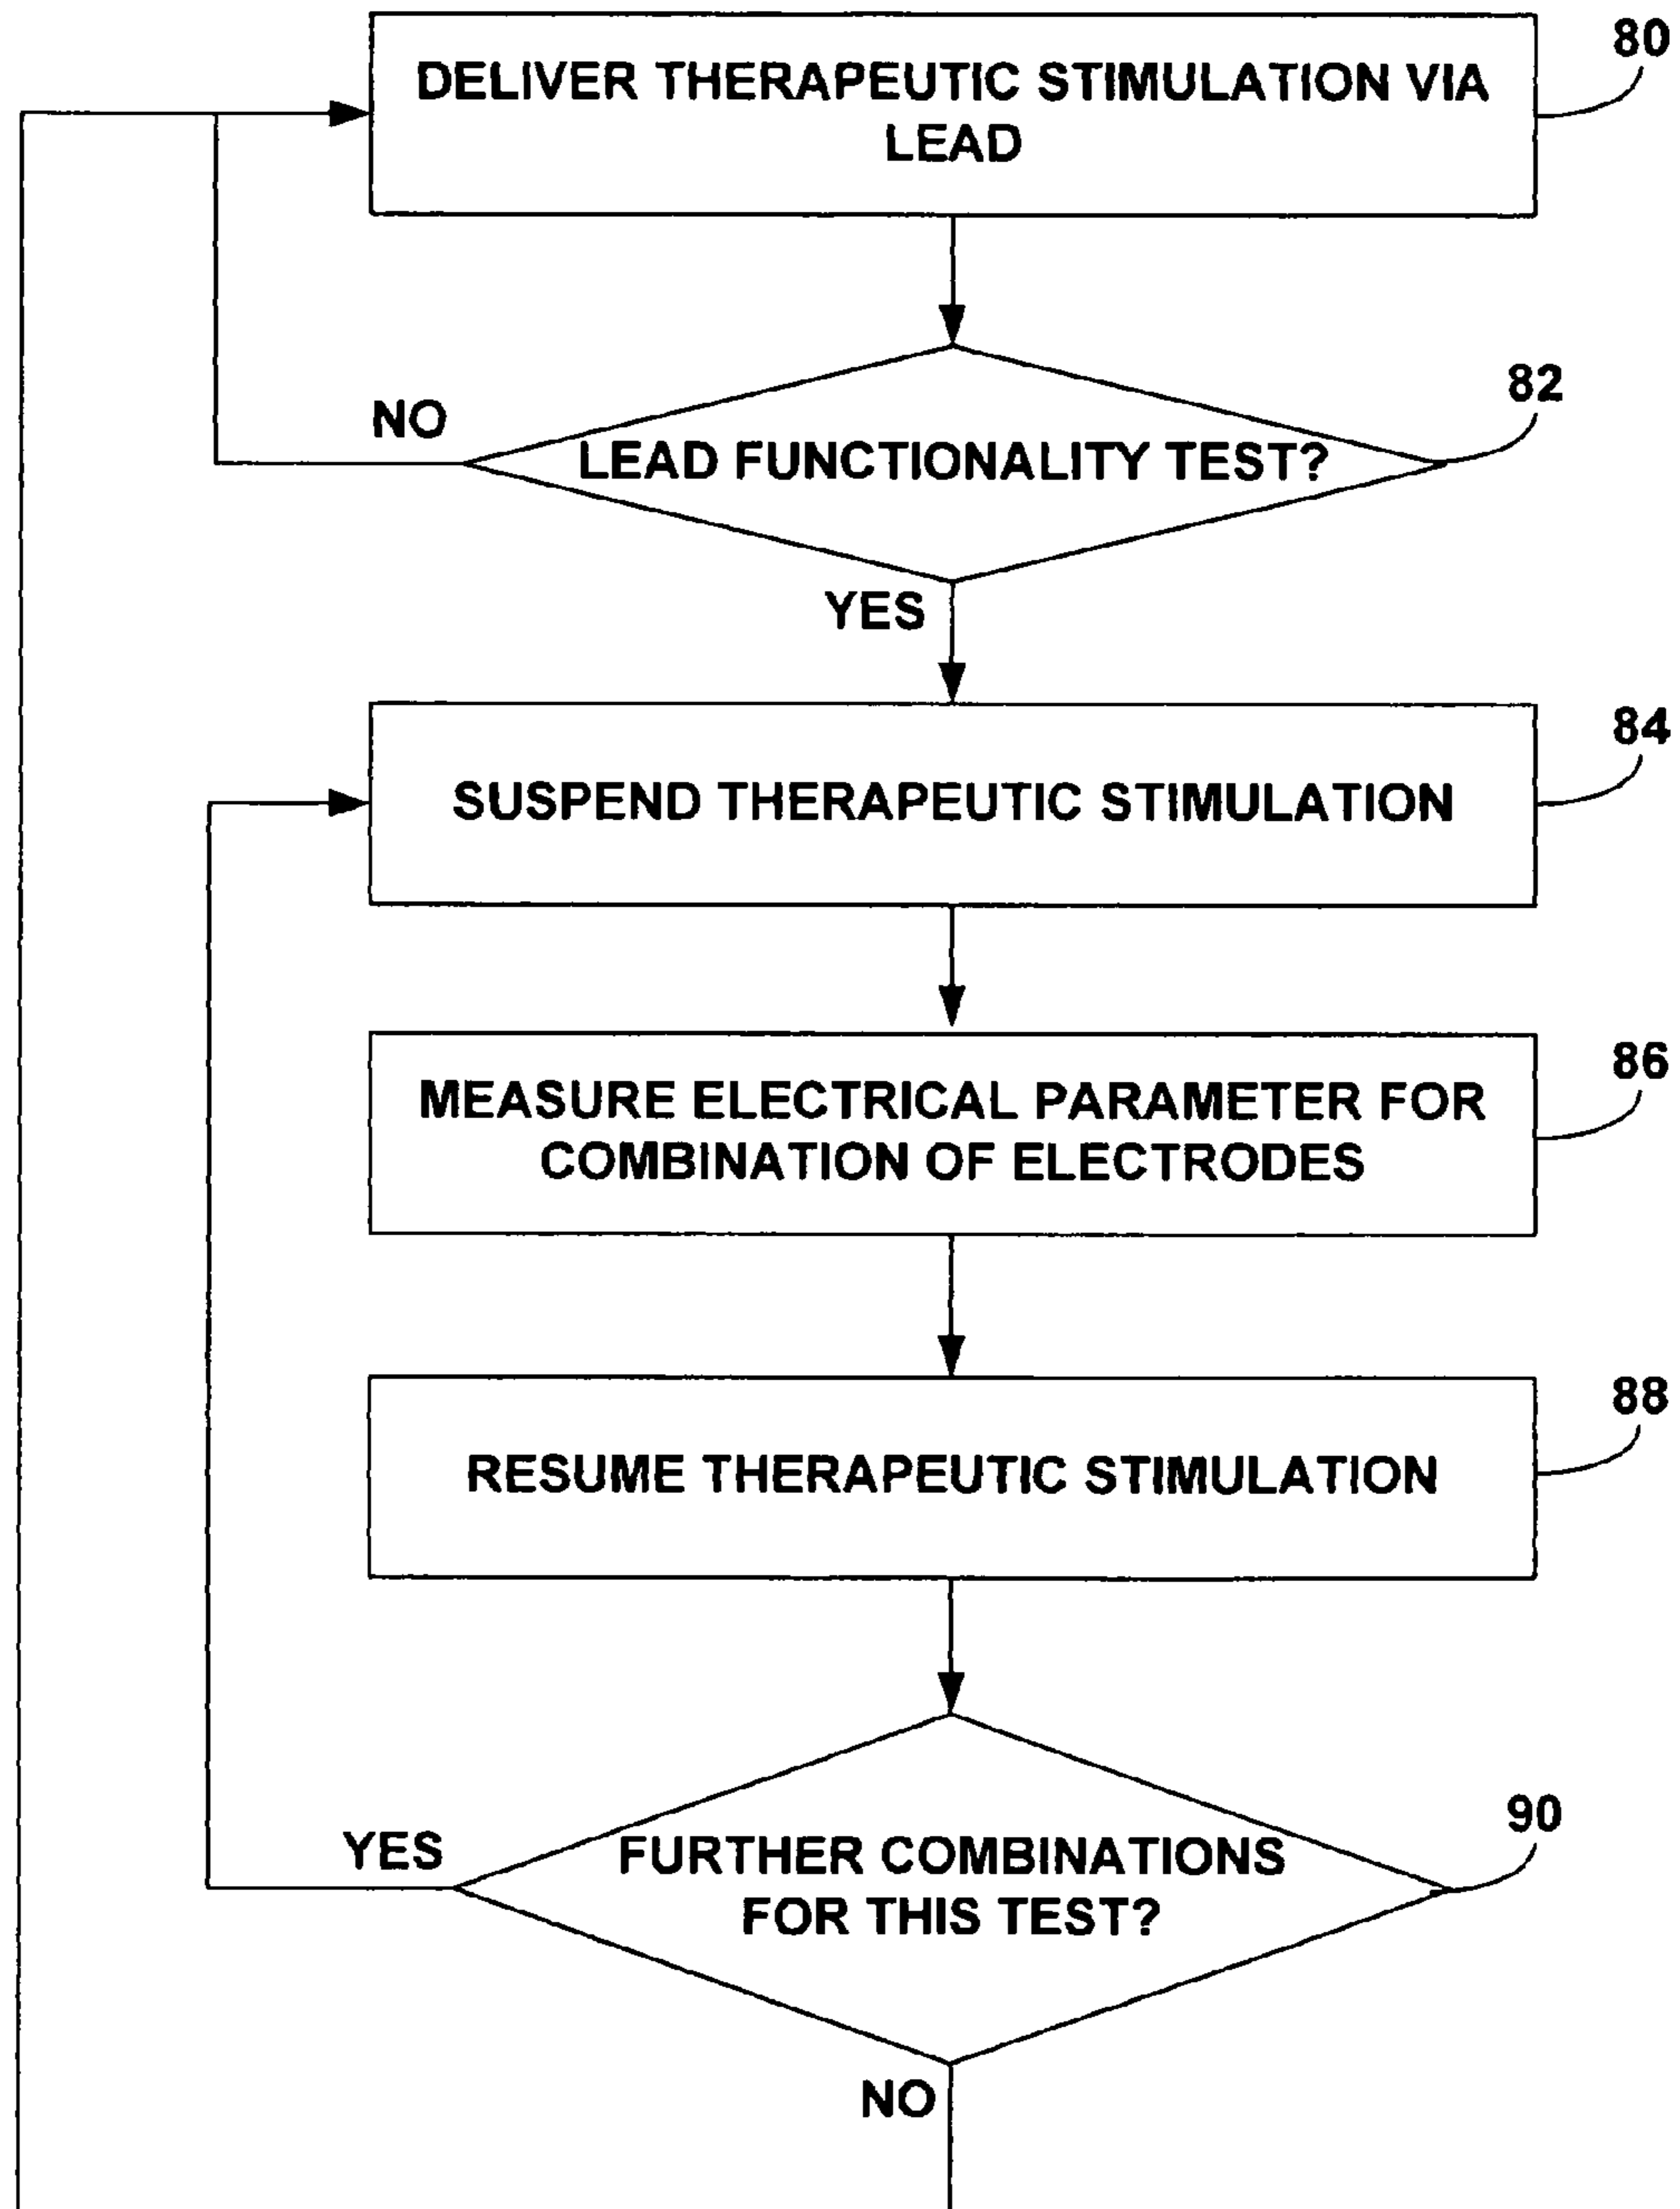 80
DELIVER THERAPEUTIC STIMULATION VIA
LEAD
82
NO
LEAD FUNCTIONALITY TEST?
YES
84
SUSPEND THERAPEUTIC STIMULATION
86
MEASURE ELECTRICAL PARAMETER FOR
COMBINATION OF ELECTRODES
88
RESUME THERAPEUTIC STIMULATION
90
YES
FURTHER COMBINATIONS
FOR THIS TEST?
NO